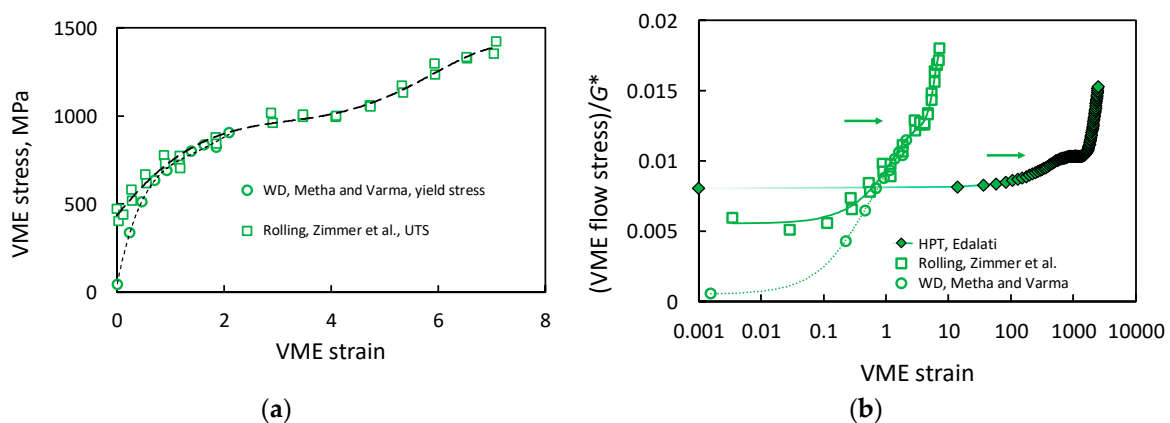 VME stress, MPa
1500
1000
500
0
0 2 4 6 8
VME strain
WD, Metha and Varma, yield stress
Rolling, Zimmer et al., UTS
(a)
(VME flow stress)/G*
0.02
0.015
0.01
0.005
0
0.001 0.01 0.1 1 10 100 1000 10000
VME strain
HPT, Edalati
Rolling, Zimmer et al.
WD, Metha and Varma
(b)